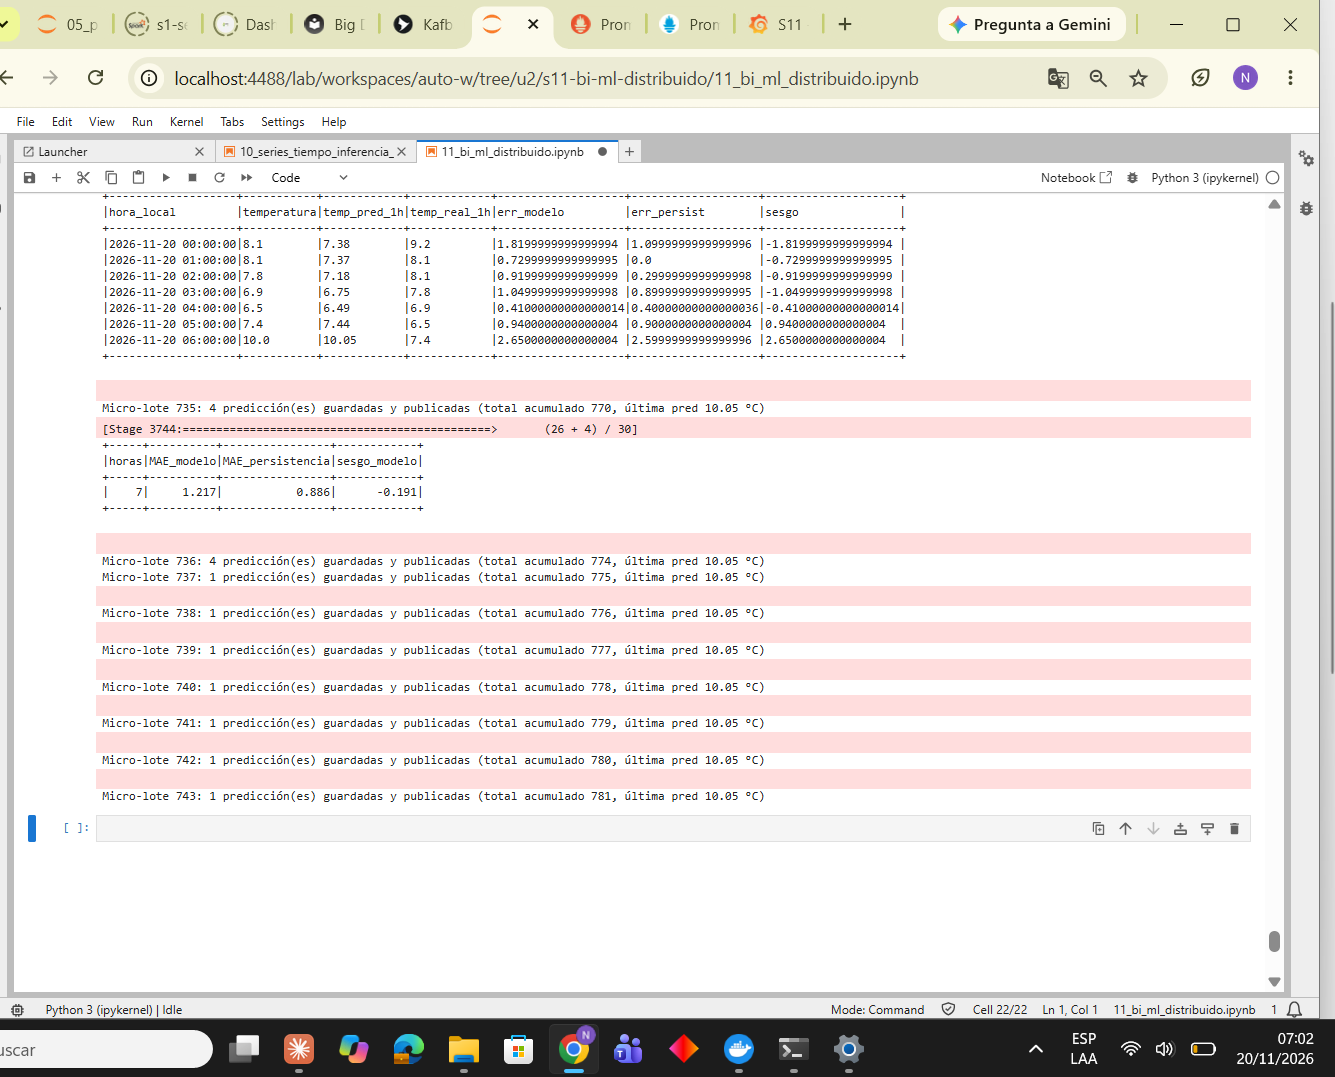 05_p
s1-se
Dash
Big D
Kafb
Pron
Pron
S11
Pregunta a Gemini
localhost:4488/lab/workspaces/auto-w/tree/u2/s11-bi-ml-distribuido/11_bi_ml_distribuido.ipynb
N
File Edit View Run Kernel Tabs Settings Help
Launcher
10_series_tiempo_inferencia_
11_bi_ml_distribuido.ipynb
Code
Notebook
Python 3 (ipykernel)
+-------------------+-----------+------------+------------+-------------------+-------------------+--------------------+
|hora_local |temperatura|temp_pred_1h|temp_real_1h|err_modelo |err_persist |sesgo |
+-------------------+-----------+------------+------------+-------------------+-------------------+--------------------+
|2026-11-20 00:00:00|8.1 |7.38 |9.2 |1.8199999999999994 |1.0999999999999996 |-1.8199999999999994 |
|2026-11-20 01:00:00|8.1 |7.37 |8.1 |0.7299999999999995 |0.0 |-0.7299999999999995 |
|2026-11-20 02:00:00|7.8 |7.18 |8.1 |0.919999999999999 |0.2999999999999998 |-0.919999999999999 |
|2026-11-20 03:00:00|6.9 |6.75 |7.8 |1.0499999999999998 |0.8999999999999995 |-1.0499999999999998 |
|2026-11-20 04:00:00|6.5 |6.49 |6.9 |0.41000000000000014|0.40000000000000036|-0.41000000000000014|
|2026-11-20 05:00:00|7.4 |7.44 |6.5 |0.9400000000000004 |0.9000000000000004 |0.9400000000000004 |
|2026-11-20 06:00:00|10.0 |10.05 |7.4 |2.6500000000000004 |2.5999999999999996 |2.6500000000000004 |
+-------------------+-----------+------------+------------+-------------------+-------------------+--------------------+
Micro-lote 735: 4 predicción(es) guardadas y publicadas (total acumulado 770, última pred 10.05 ºC)
[Stage 3744:==============================================> (26 + 4) / 30]
+-----+----------+----------------+------------+
|horas|MAE_modelo|MAE_persistencia|sesgo_modelo|
+-----+----------+----------------+------------+
| 7| 1.217| 0.886| -0.191|
+-----+----------+----------------+------------+
Micro-lote 736: 4 predicción(es) guardadas y publicadas (total acumulado 774, última pred 10.05 ºC)
Micro-lote 737: 1 predicción(es) guardadas y publicadas (total acumulado 775, última pred 10.05 ºC)
Micro-lote 738: 1 predicción(es) guardadas y publicadas (total acumulado 776, última pred 10.05 ºC)
Micro-lote 739: 1 predicción(es) guardadas y publicadas (total acumulado 777, última pred 10.05 ºC)
Micro-lote 740: 1 predicción(es) guardadas y publicadas (total acumulado 778, última pred 10.05 ºC)
Micro-lote 741: 1 predicción(es) guardadas y publicadas (total acumulado 779, última pred 10.05 ºC)
Micro-lote 742: 1 predicción(es) guardadas y publicadas (total acumulado 780, última pred 10.05 ºC)
Micro-lote 743: 1 predicción(es) guardadas y publicadas (total acumulado 781, última pred 10.05 ºC)
[ ]:
Python 3 (ipykernel) | Idle
Mode: Command
Cell 22/22
Ln 1, Col 1
11_bi_ml_distribuido.ipynb
1
uscar
N
ESP
LAA
07:02
20/11/2026